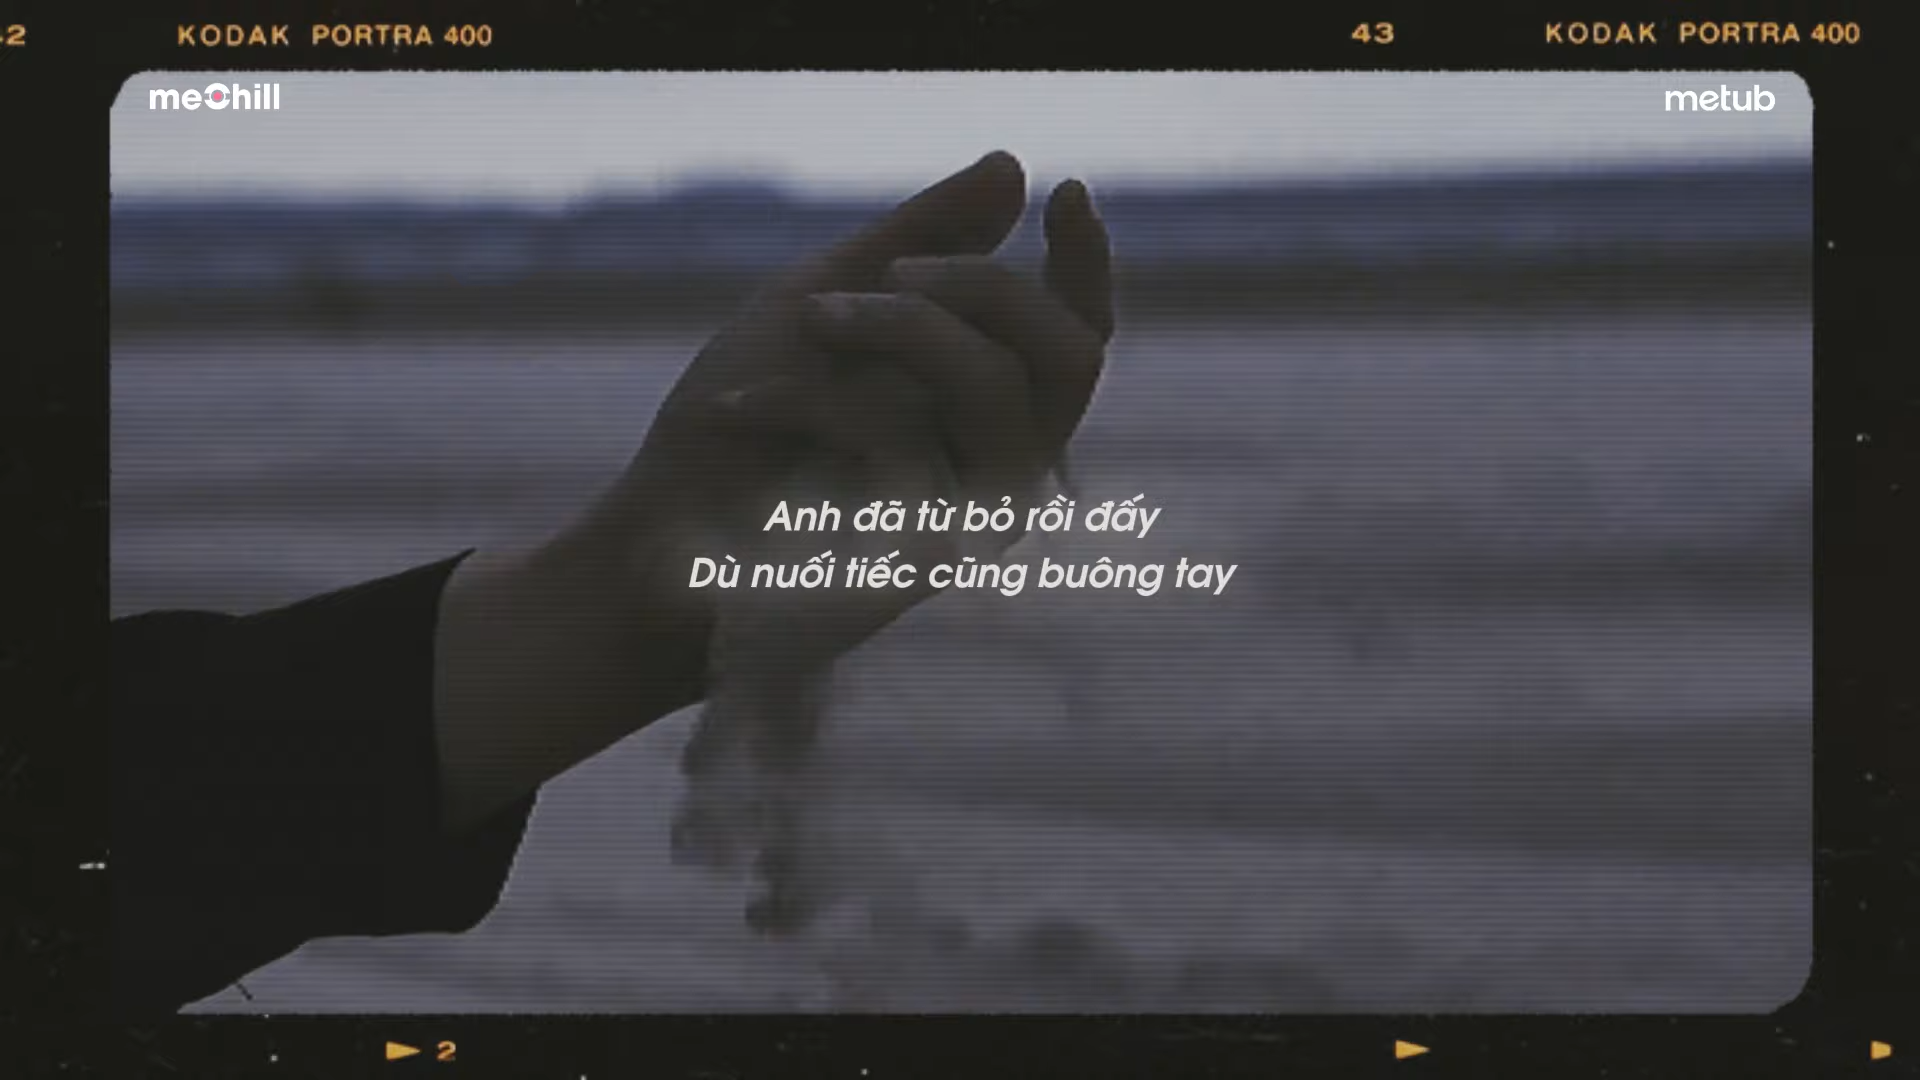 42
KODAK PORTRA 400
43
KODAK PORTRA 400
meChill
metub
Anh đã từ bỏ rồi đấy
Dù nuối tiếc cũng buông tay
2